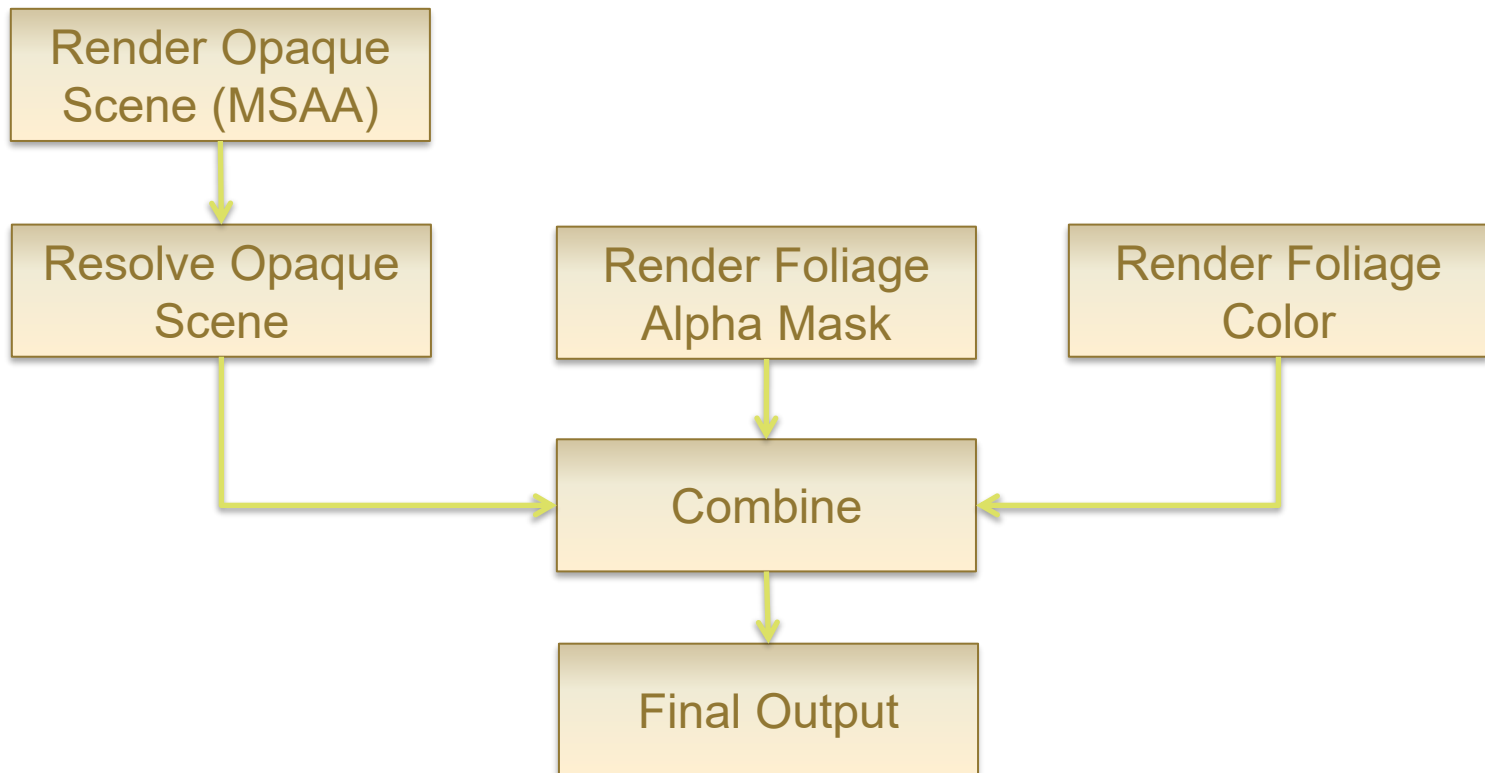 Render Opaque
Scene (MSAA)
Resolve Opaque
Scene
Render Foliage
Alpha Mask
Render Foliage
Color
Combine
Final Output